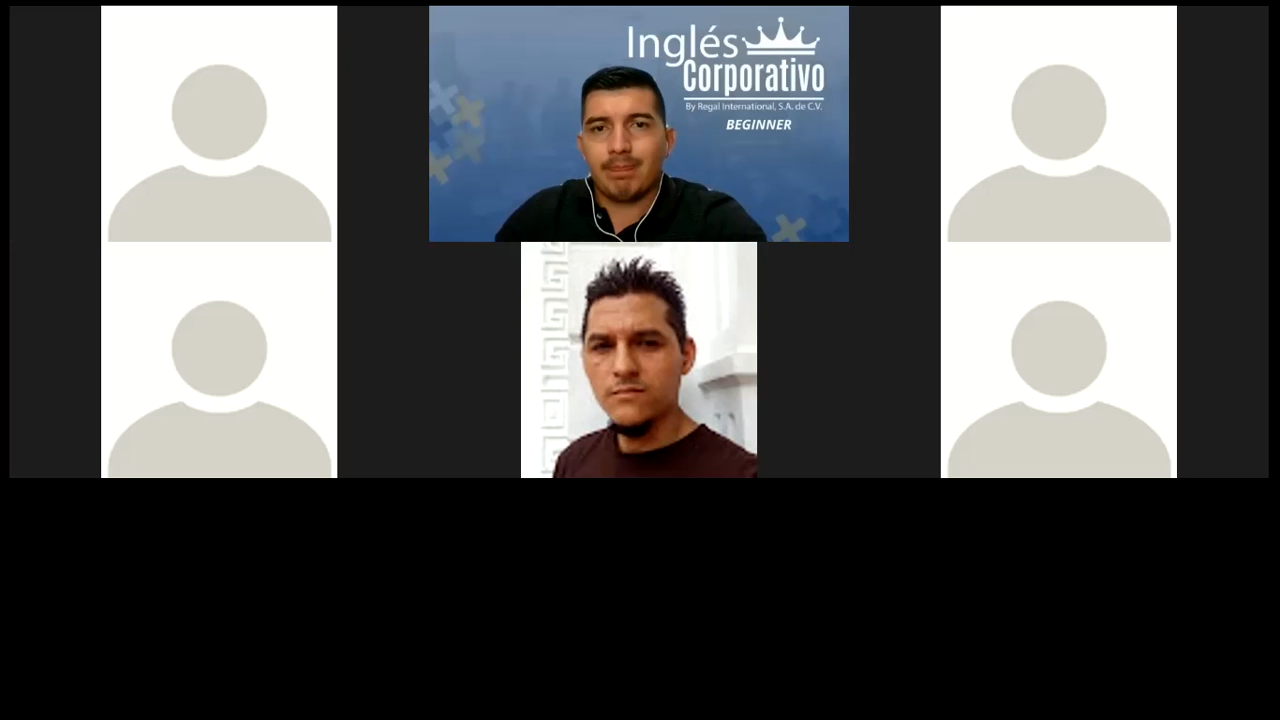 Inglés
Corporativo
By Regal International, S.A. de C.V.
BEGINNER